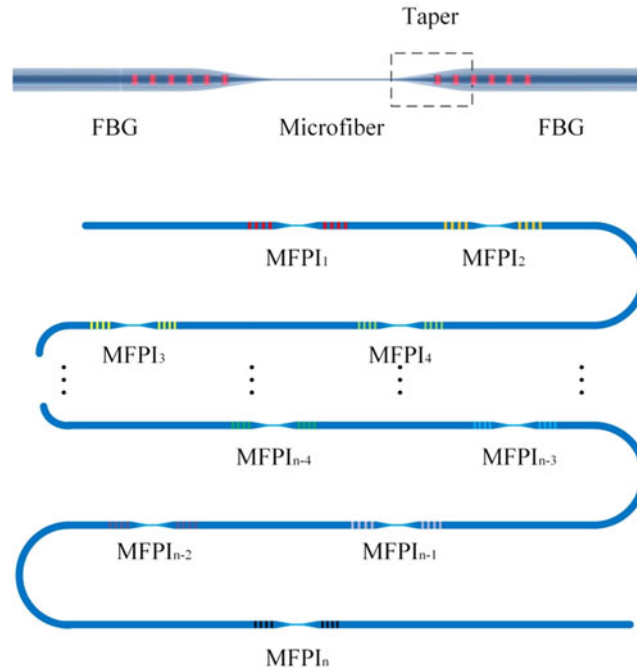 Taper
FBG Microfiber FBG
MFPI₁ MFPI₂
MFPI₃ MFPI₄
MFPIₙ₋₄ MFPIₙ₋₃
MFPIₙ₋₂ MFPIₙ₋₁
MFPIₙ